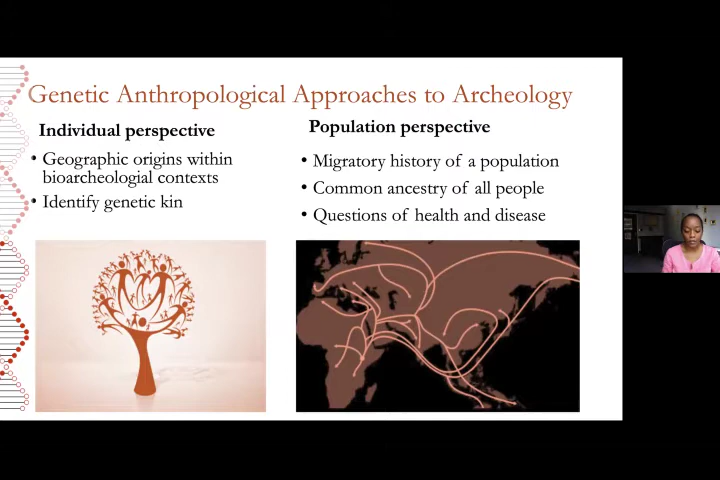 Genetic Anthropological Approaches to Archeology
Individual perspective
• Geographic origins within
bioarcheologial contexts
• Identify genetic kin
Population perspective
• Migratory history of a population
• Common ancestry of all people
• Questions of health and disease